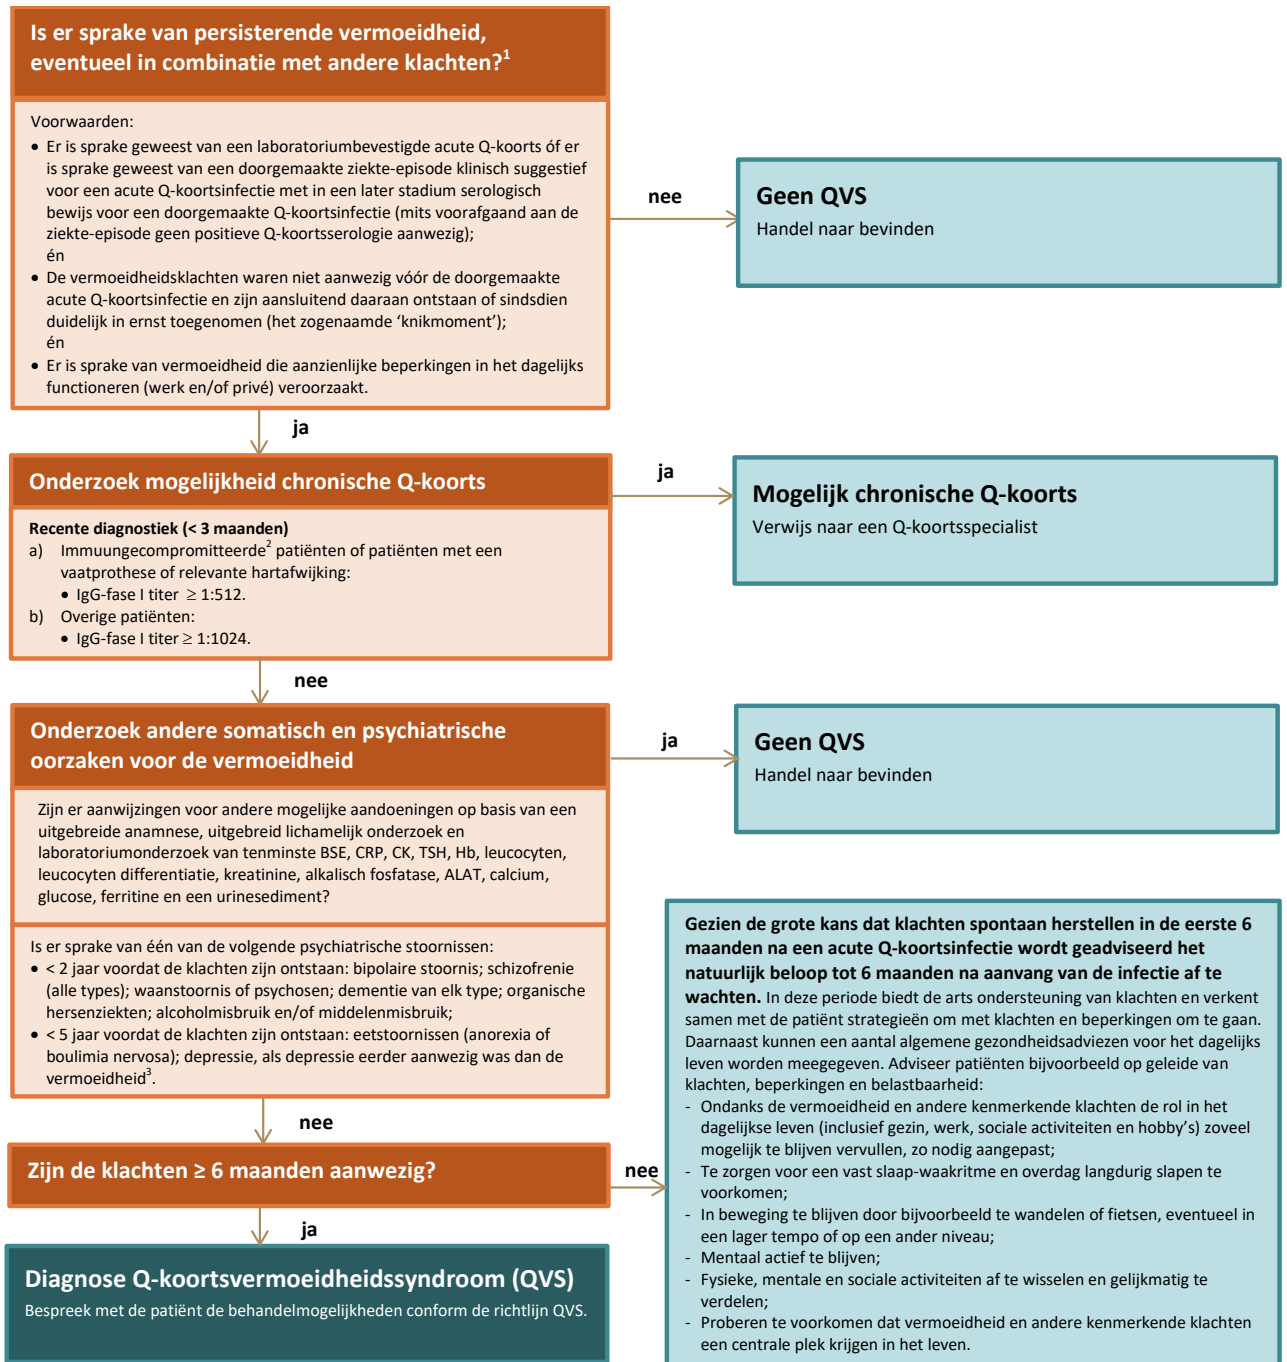 Is er sprake van persisterende vermoeidheid,
eventueel in combinatie met andere klachten?1
Voorwaarden:
• Er is sprake geweest van een laboratoriumbevestigde acute Q-koorts óf er
is sprake geweest van een doorgemaakte ziekte-episode klinisch suggestief
voor een acute Q-koortsinfectie met in een later stadium serologisch
bewijs voor een doorgemaakte Q-koortsinfectie (mits voorafgaand aan de
ziekte-episode geen positieve Q-koortsserologie aanwezig);
én
• De vermoeidheidsklachten waren niet aanwezig vóór de doorgemaakte
acute Q-koortsinfectie en zijn aansluitend daaraan ontstaan of sindsdien
duidelijk in ernst toegenomen (het zogenaamde ‘knikmoment’);
én
• Er is sprake van vermoeidheid die aanzienlijke beperkingen in het dagelijks
functioneren (werk en/of privé) veroorzaakt.
nee
Geen QVS
Handel naar bevinden
ja
Onderzoek mogelijkheid chronische Q-koorts
Recente diagnostiek (< 3 maanden)
a) Immuungecompromitteerde2 patiënten of patiënten met een
vaatprothese of relevante hartafwijking:
• IgG-fase I titer ≥ 1:512.
b) Overige patiënten:
• IgG-fase I titer ≥ 1:1024.
ja
Mogelijk chronische Q-koorts
Verwijs naar een Q-koortsspecialist
nee
Onderzoek andere somatisch en psychiatrische
oorzaken voor de vermoeidheid
Zijn er aanwijzingen voor andere mogelijke aandoeningen op basis van een
uitgebreide anamnese, uitgebreid lichamelijk onderzoek en
laboratoriumonderzoek van tenminste BSE, CRP, CK, TSH, Hb, leucocyten,
leucocyten differentiatie, kreatinine, alkalisch fosfatase, ALAT, calcium,
glucose, ferritine en een urinesediment?
Is er sprake van één van de volgende psychiatrische stoornissen:
• < 2 jaar voordat de klachten zijn ontstaan: bipolaire stoornis; schizofrenie
(alle types); waanstoornis of psychosen; dementie van elk type; organische
hersenziekten; alcoholmisbruik en/of middelenmisbruik;
• < 5 jaar voordat de klachten zijn ontstaan: eetstoornissen (anorexia of
boulimia nervosa); depressie, als depressie eerder aanwezig was dan de
vermoeidheid3.
ja
Geen QVS
Handel naar bevinden
nee
Zijn de klachten ≥ 6 maanden aanwezig?
nee
Gezien de grote kans dat klachten spontaan herstellen in de eerste 6
maanden na een acute Q-koortsinfectie wordt geadviseerd het
natuurlijk beloop tot 6 maanden na aanvang van de infectie af te
wachten. In deze periode biedt de arts ondersteuning van klachten en verkent
samen met de patiënt strategieën om met klachten en beperkingen om te gaan.
Daarnaast kunnen een aantal algemene gezondheidsadviezen voor het dagelijks
leven worden meegegeven. Adviseer patiënten bijvoorbeeld op geleide van
klachten, beperkingen en belastbaarheid:
- Ondanks de vermoeidheid en andere kenmerkende klachten de rol in het
dagelijkse leven (inclusief gezin, werk, sociale activiteiten en hobby’s) zoveel
mogelijk te blijven vervullen, zo nodig aangepast;
- Te zorgen voor een vast slaap-waakritme en overdag langdurig slapen te
voorkomen;
- In beweging te blijven door bijvoorbeeld te wandelen of fietsen, eventueel in
een lager tempo of op een ander niveau;
- Mentaal actief te blijven;
- Fysieke, mentale en sociale activiteiten af te wisselen en gelijkmatig te
verdelen;
- Proberen te voorkomen dat vermoeidheid en andere kenmerkende klachten
een centrale plek krijgen in het leven.
ja
Diagnose Q-koortsvermoeidheidssyndroom (QVS)
Bespreek met de patiënt de behandelmogelijkheden conform de richtlijn QVS.